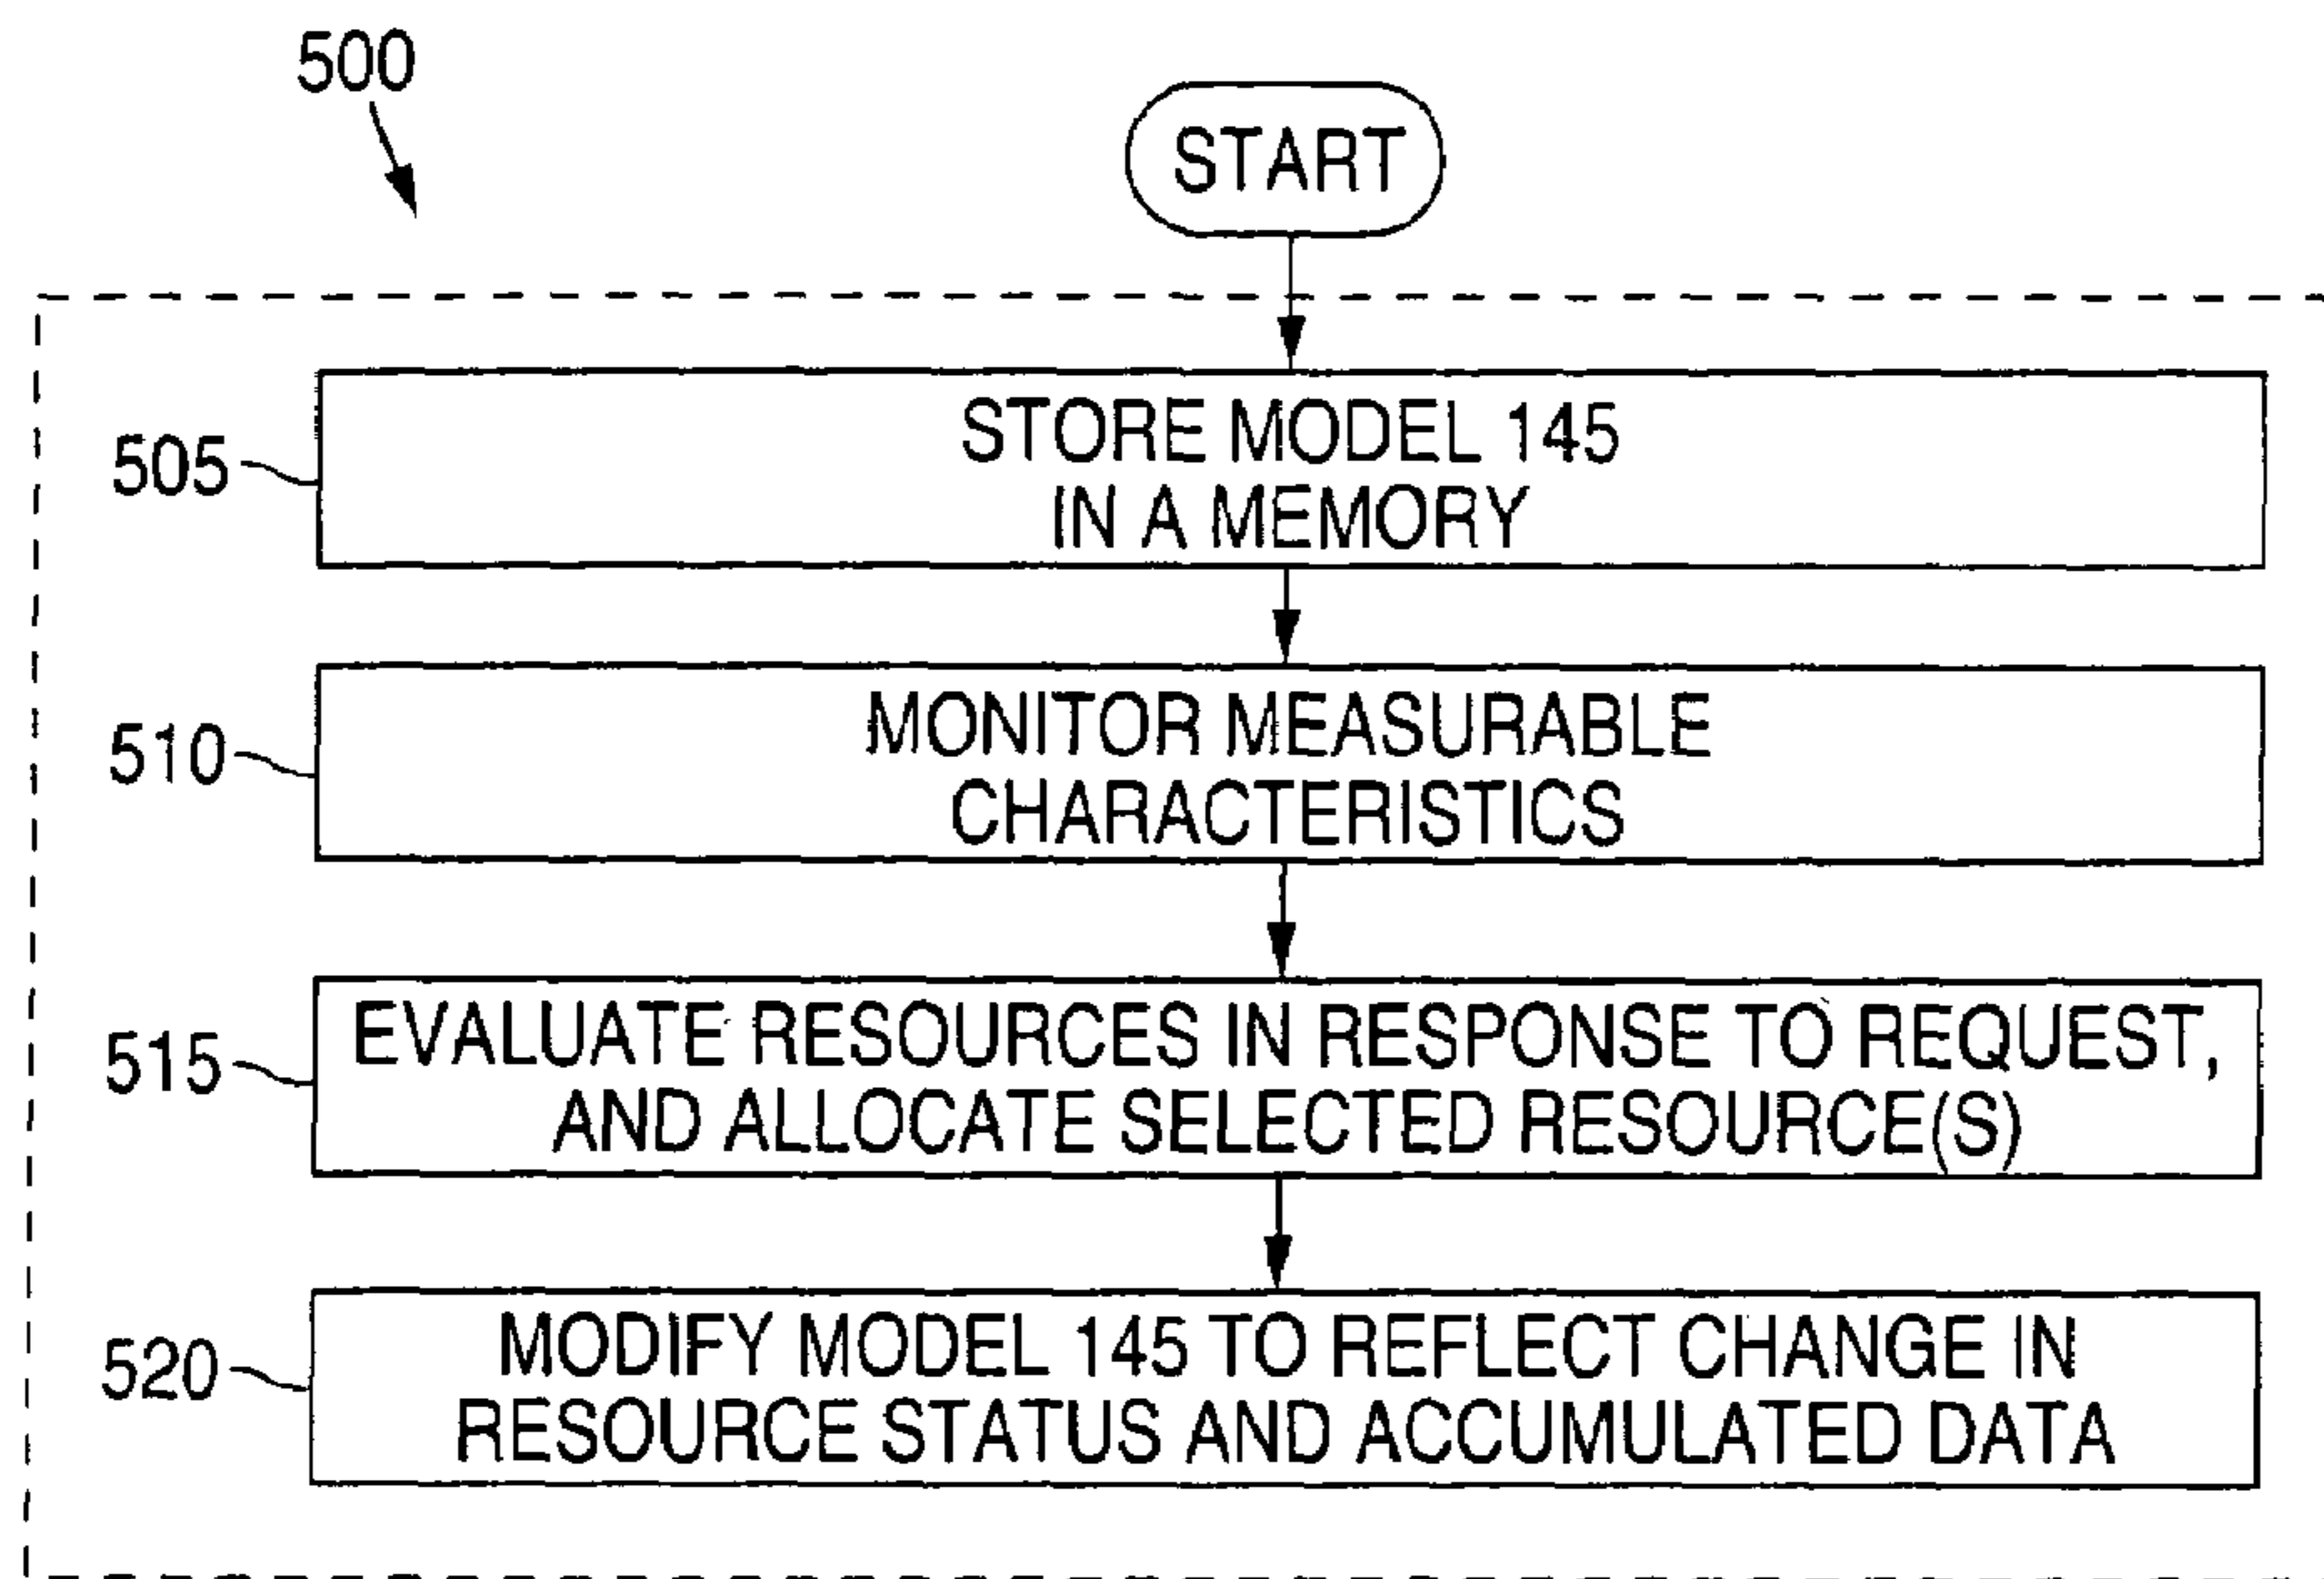 500
START
505
STORE MODEL 145
IN A MEMORY
510
MONITOR MEASURABLE
CHARACTERISTICS
515
EVALUATE RESOURCES IN RESPONSE TO REQUEST,
AND ALLOCATE SELECTED RESOURCE(S)
520
MODIFY MODEL 145 TO REFLECT CHANGE IN
RESOURCE STATUS AND ACCUMULATED DATA